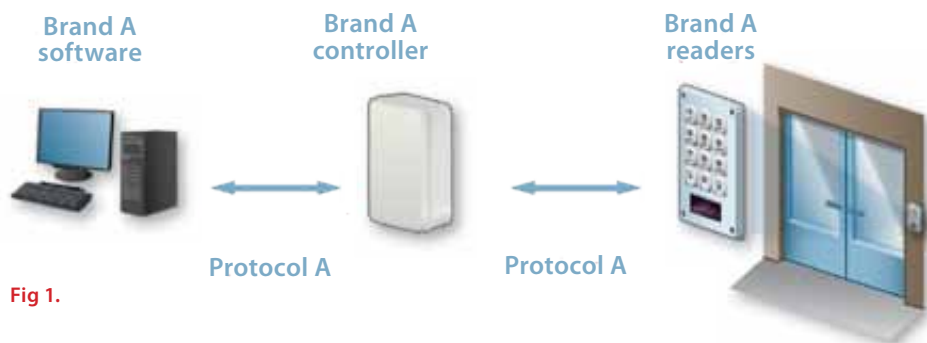 Brand A
software
Brand A
controller
Brand A
readers
Protocol A
Protocol A
Fig 1.